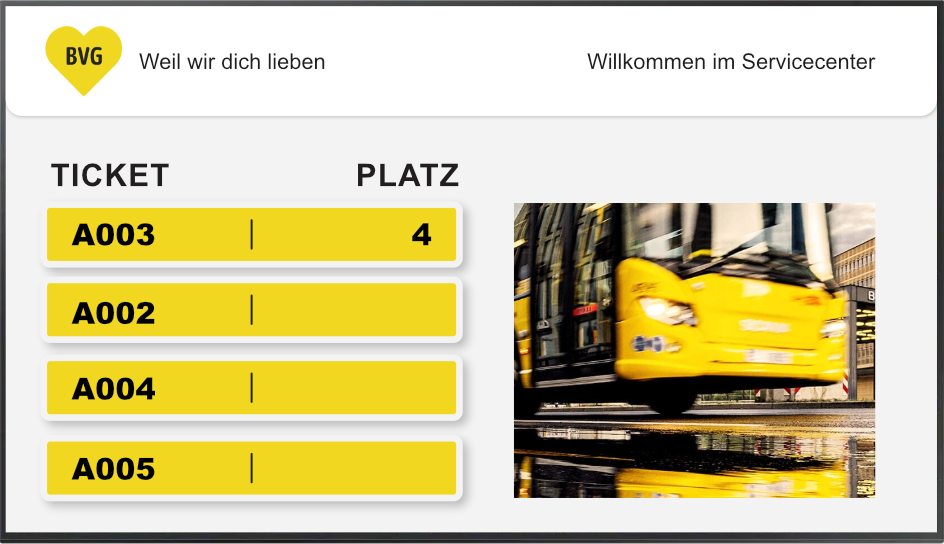 BVG
Weil wir dich lieben
Willkommen im Servicecenter
TICKET PLATZ
A003 | 4
A002 |
A004 |
A005 |